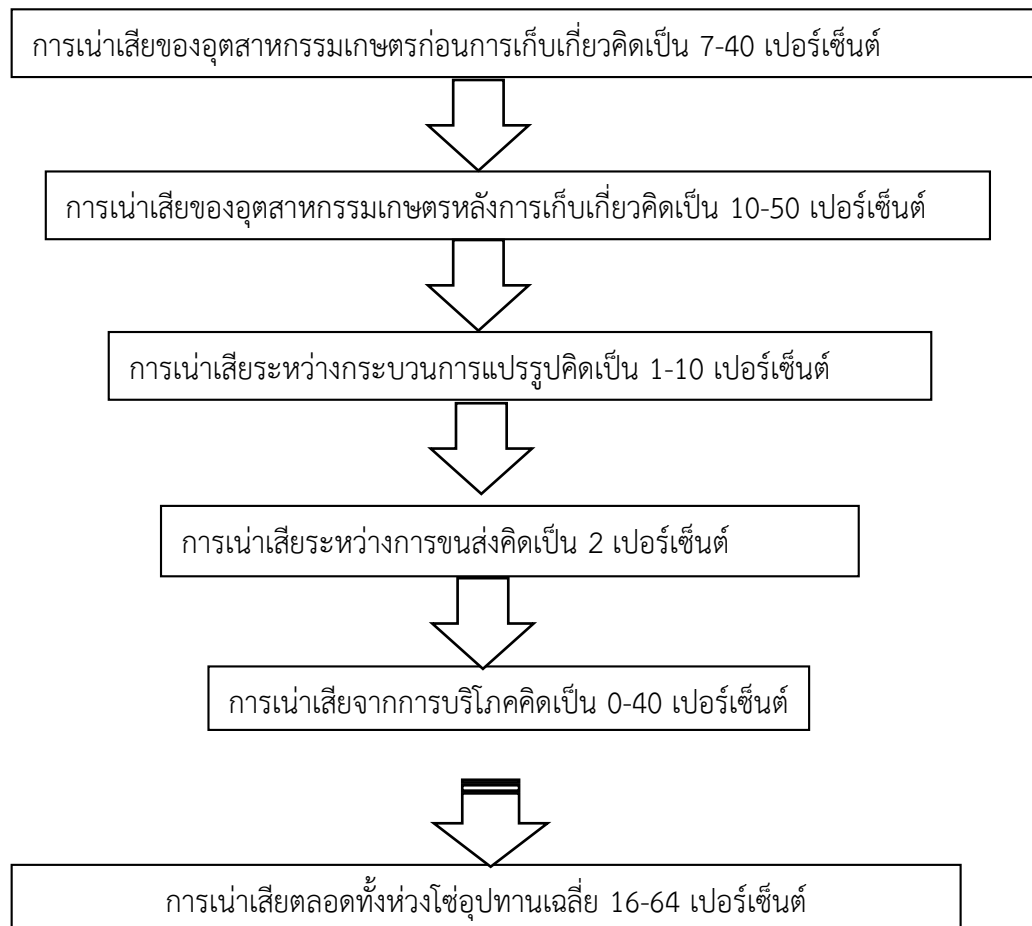 การเน่าเสียของอุตสาหกรรมเกษตรก่อนการเก็บเกี่ยวคิดเป็น 7-40 เปอร์เซ็นต์
การเน่าเสียของอุตสาหกรรมเกษตรหลังการเก็บเกี่ยวคิดเป็น 10-50 เปอร์เซ็นต์
การเน่าเสียระหว่างกระบวนการแปรรูปคิดเป็น 1-10 เปอร์เซ็นต์
การเน่าเสียระหว่างการขนส่งคิดเป็น 2 เปอร์เซ็นต์
การเน่าเสียจากการบริโภคคิดเป็น 0-40 เปอร์เซ็นต์
การเน่าเสียตลอดทั้งห่วงโซ่อุปทานเฉลี่ย 16-64 เปอร์เซ็นต์